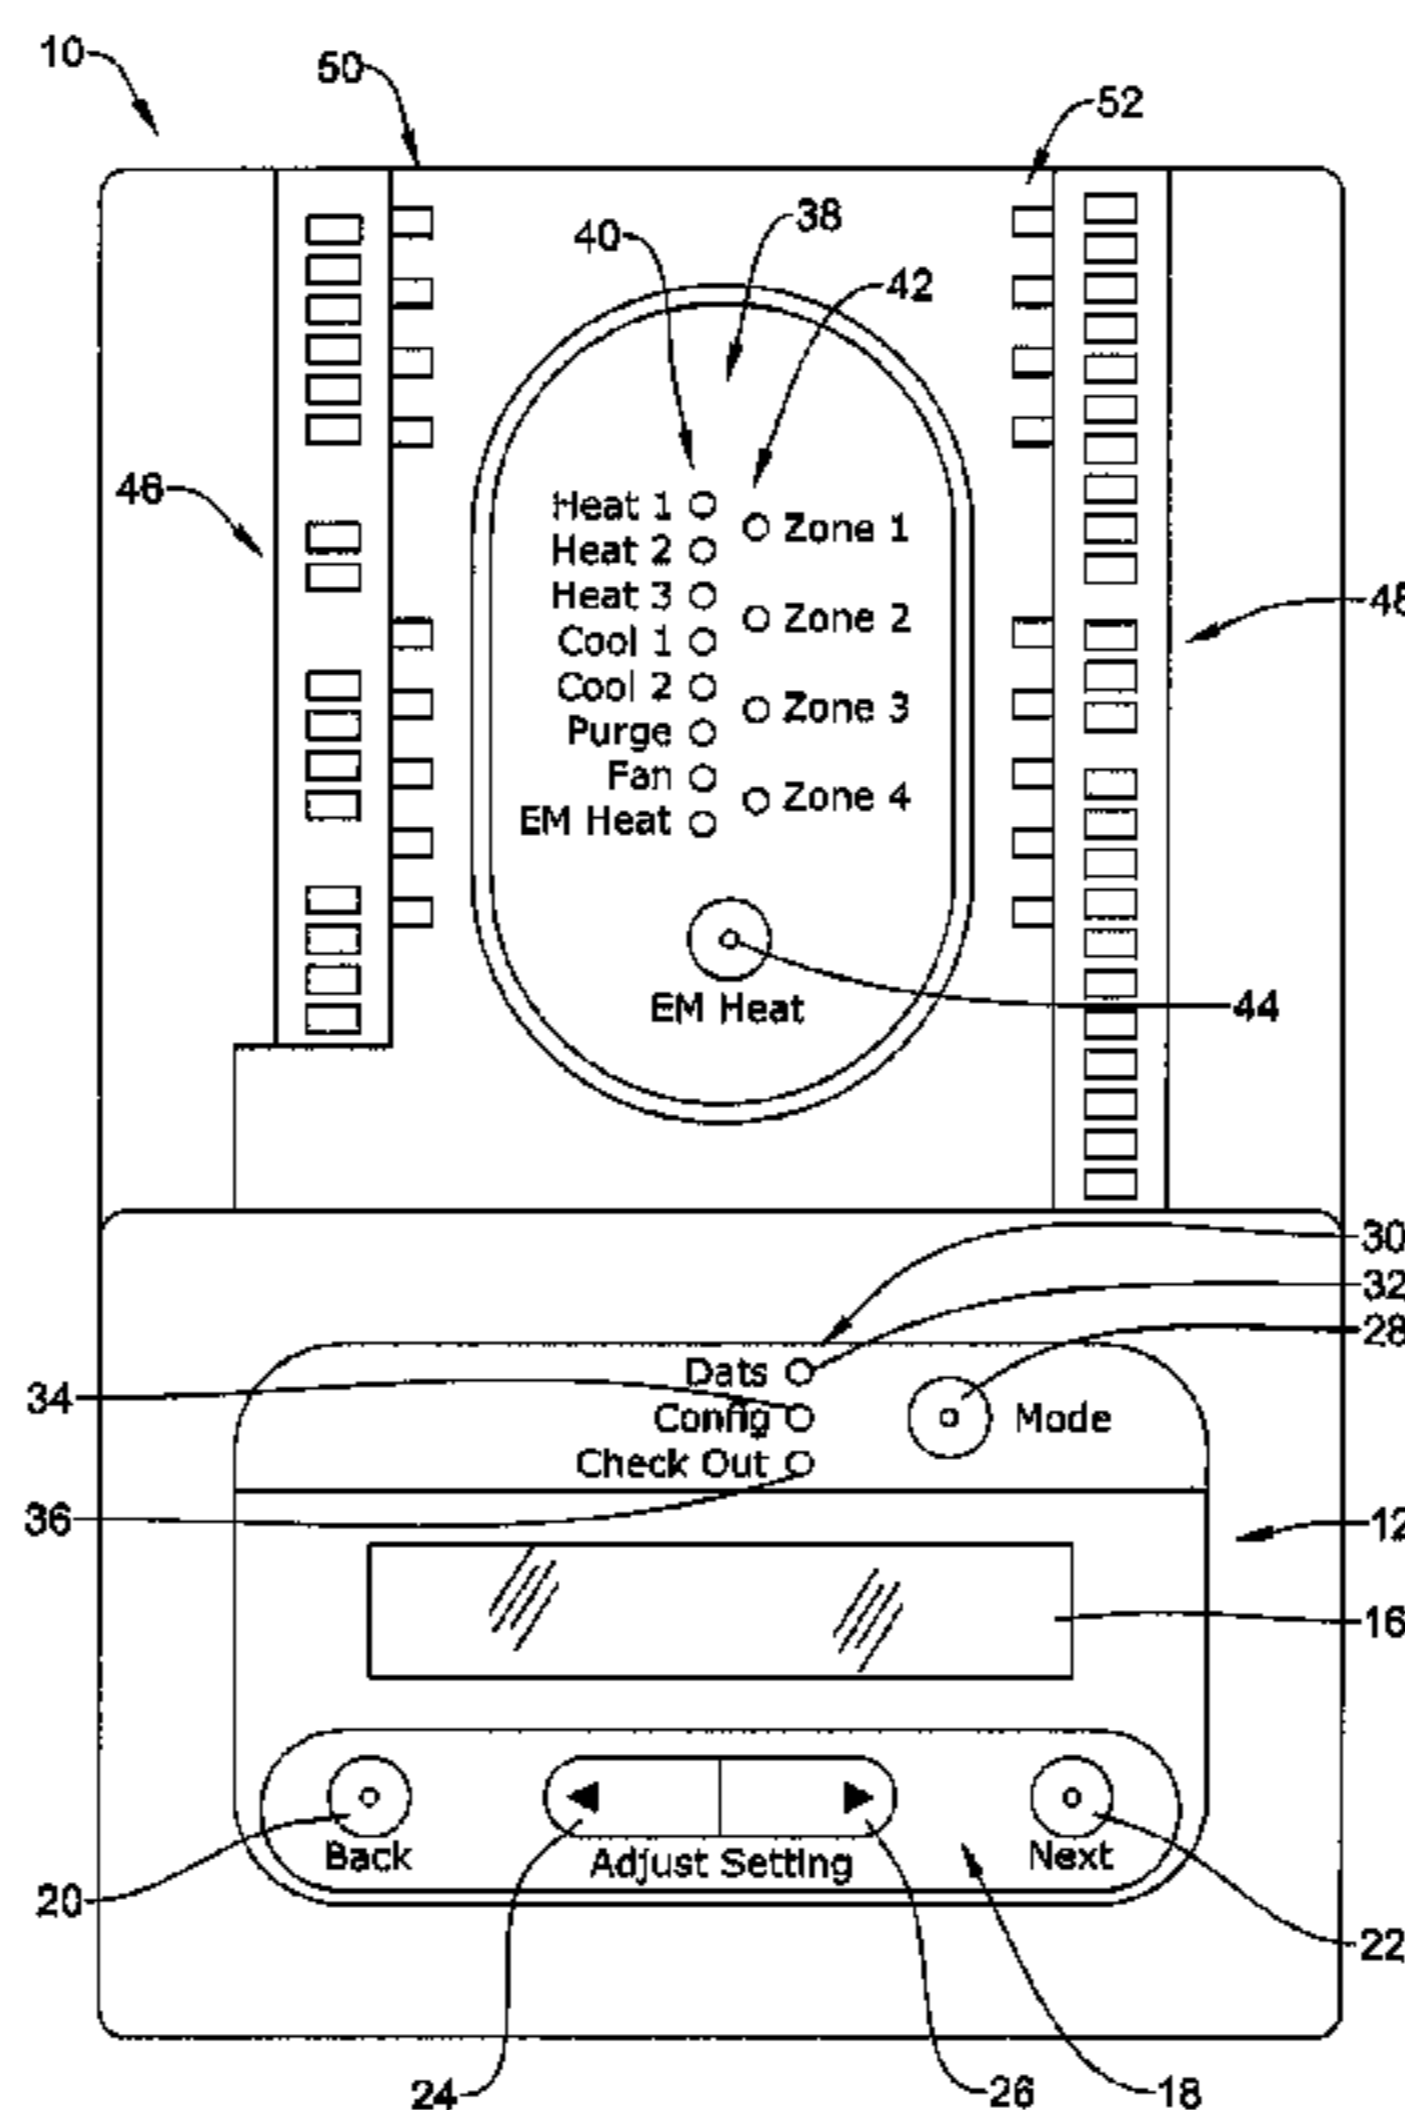 10
50
52
38
40
42
46
Heat 1
Zone 1
Heat 2
Heat 3
Zone 2
48
Cool 1
Cool 2
Zone 3
Purge
Fan
Zone 4
EM Heat
EM Heat
44
30
32
28
Dats
34
Config
Mode
Check Out
36
12
16
Back
Adjust Setting
Next
20
22
24
26
18